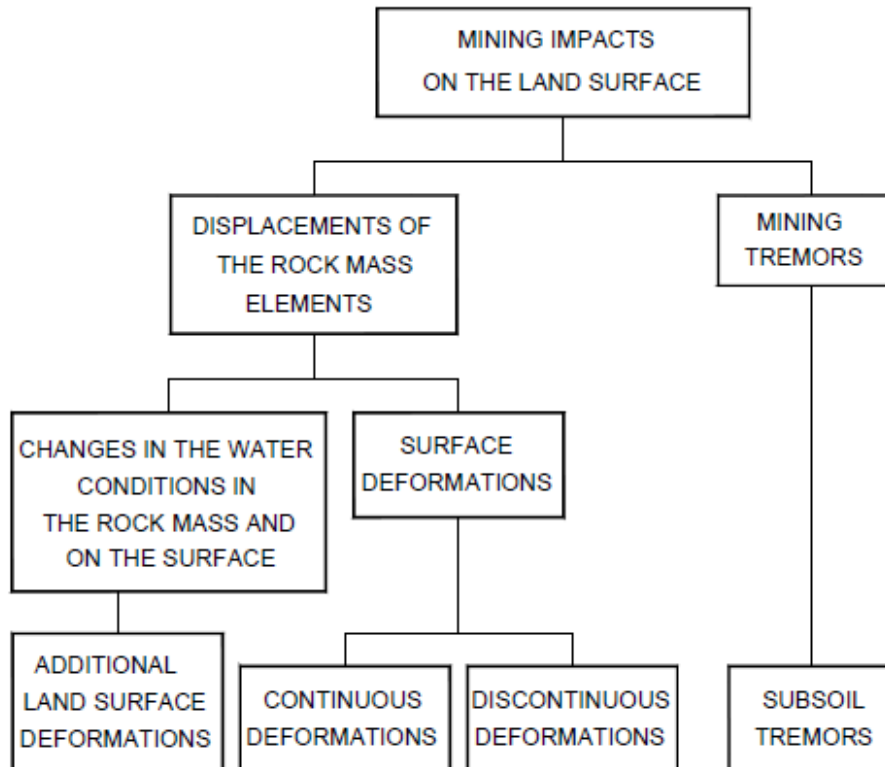 MINING IMPACTS
ON THE LAND SURFACE
DISPLACEMENTS OF
THE ROCK MASS
ELEMENTS
MINING
TREMORS
CHANGES IN THE WATER
CONDITIONS IN
THE ROCK MASS AND
ON THE SURFACE
SURFACE
DEFORMATIONS
ADDITIONAL
LAND SURFACE
DEFORMATIONS
CONTINUOUS
DEFORMATIONS
DISCONTINUOUS
DEFORMATIONS
SUBSOIL
TREMORS